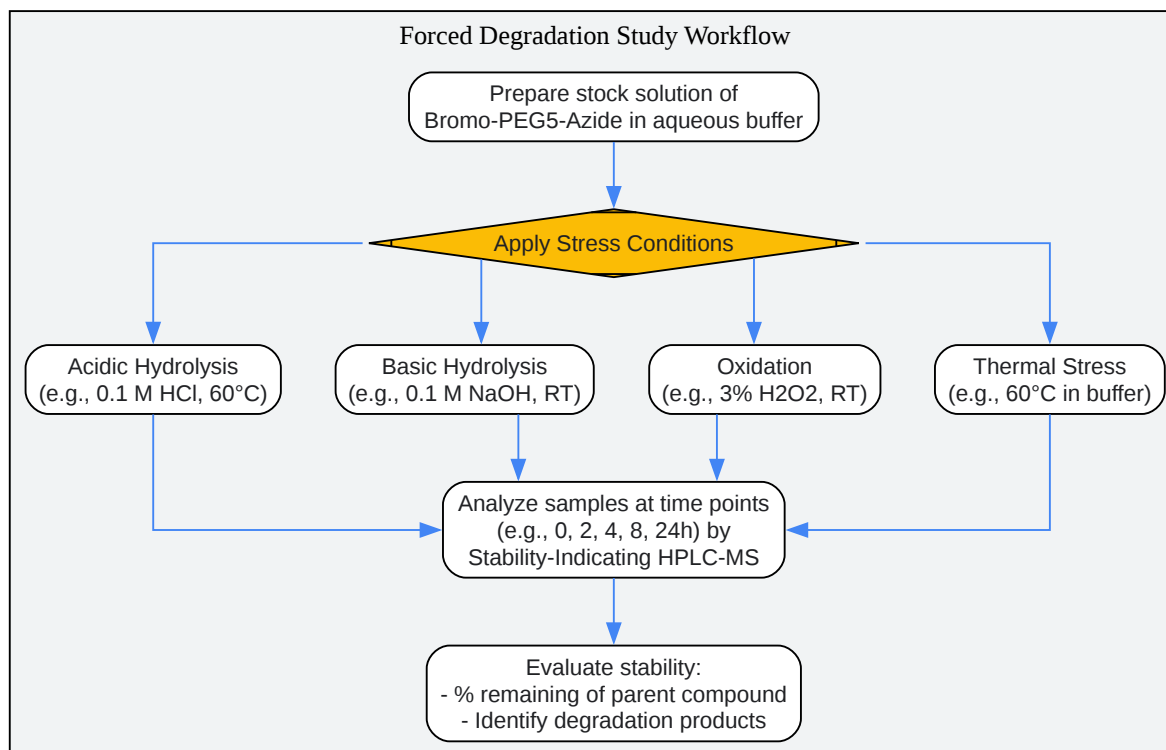 Forced Degradation Study Workflow
Prepare stock solution of
Bromo-PEG5-Azide in aqueous buffer
Apply Stress Conditions
Acidic Hydrolysis
(e.g., 0.1 M HCl, 60°C)
Basic Hydrolysis
(e.g., 0.1 M NaOH, RT)
Oxidation
(e.g., 3% H2O2, RT)
Thermal Stress
(e.g., 60°C in buffer)
Analyze samples at time points
(e.g., 0, 2, 4, 8, 24h) by
Stability-Indicating HPLC-MS
Evaluate stability:
- % remaining of parent compound
- Identify degradation products